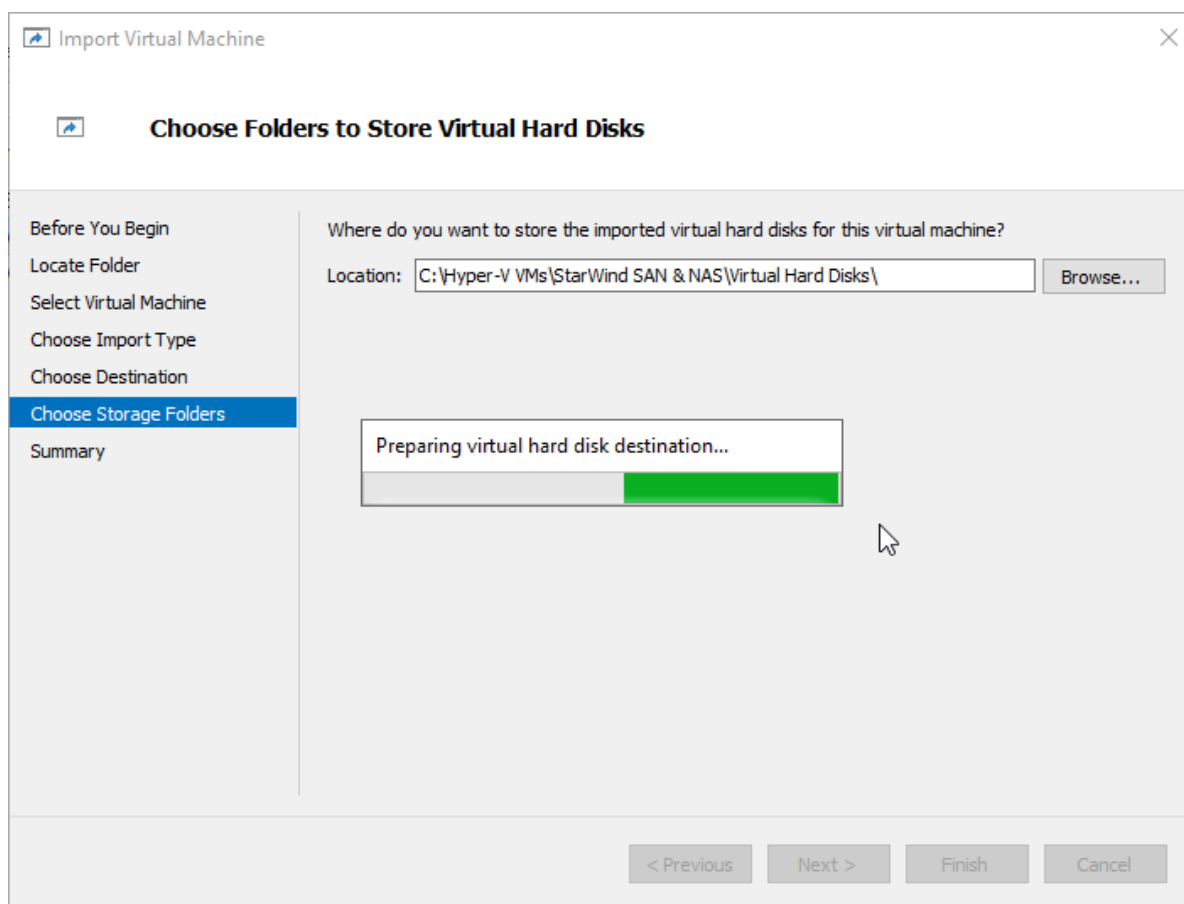 Import Virtual Machine
Choose Folders to Store Virtual Hard Disks
Before You Begin
Locate Folder
Select Virtual Machine
Choose Import Type
Choose Destination
Choose Storage Folders
Summary
Where do you want to store the imported virtual hard disks for this virtual machine?
Location: C:\Hyper-V VMs\StarWind SAN & NAS\Virtual Hard Disks\ Browse...
Preparing virtual hard disk destination...
< Previous Next > Finish Cancel